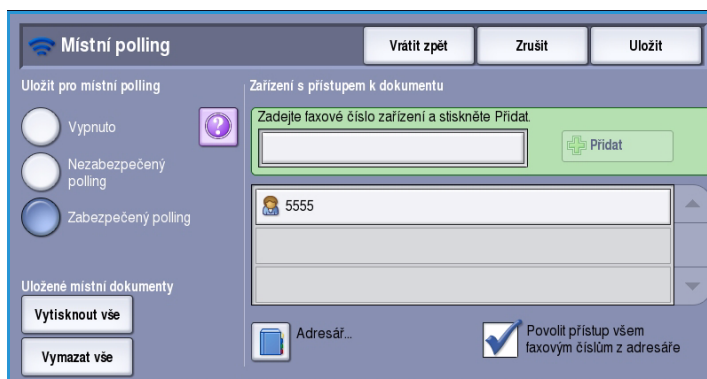 Místní polling
Vrátit zpět
Zrušit
Uložit
Uložit pro místní polling
Vypnuto
Nezabezpečený
polling
Zabezpečený polling
Uložené místní dokumenty
Vytisknout vše
Vymazat vše
Zařízení s přístupem k dokumentu
Zadejte faxové číslo zařízení a stiskněte Přidat.
Přidat
5555
Adresář...
Povolit přístup všem
faxovým číslům z adresáře